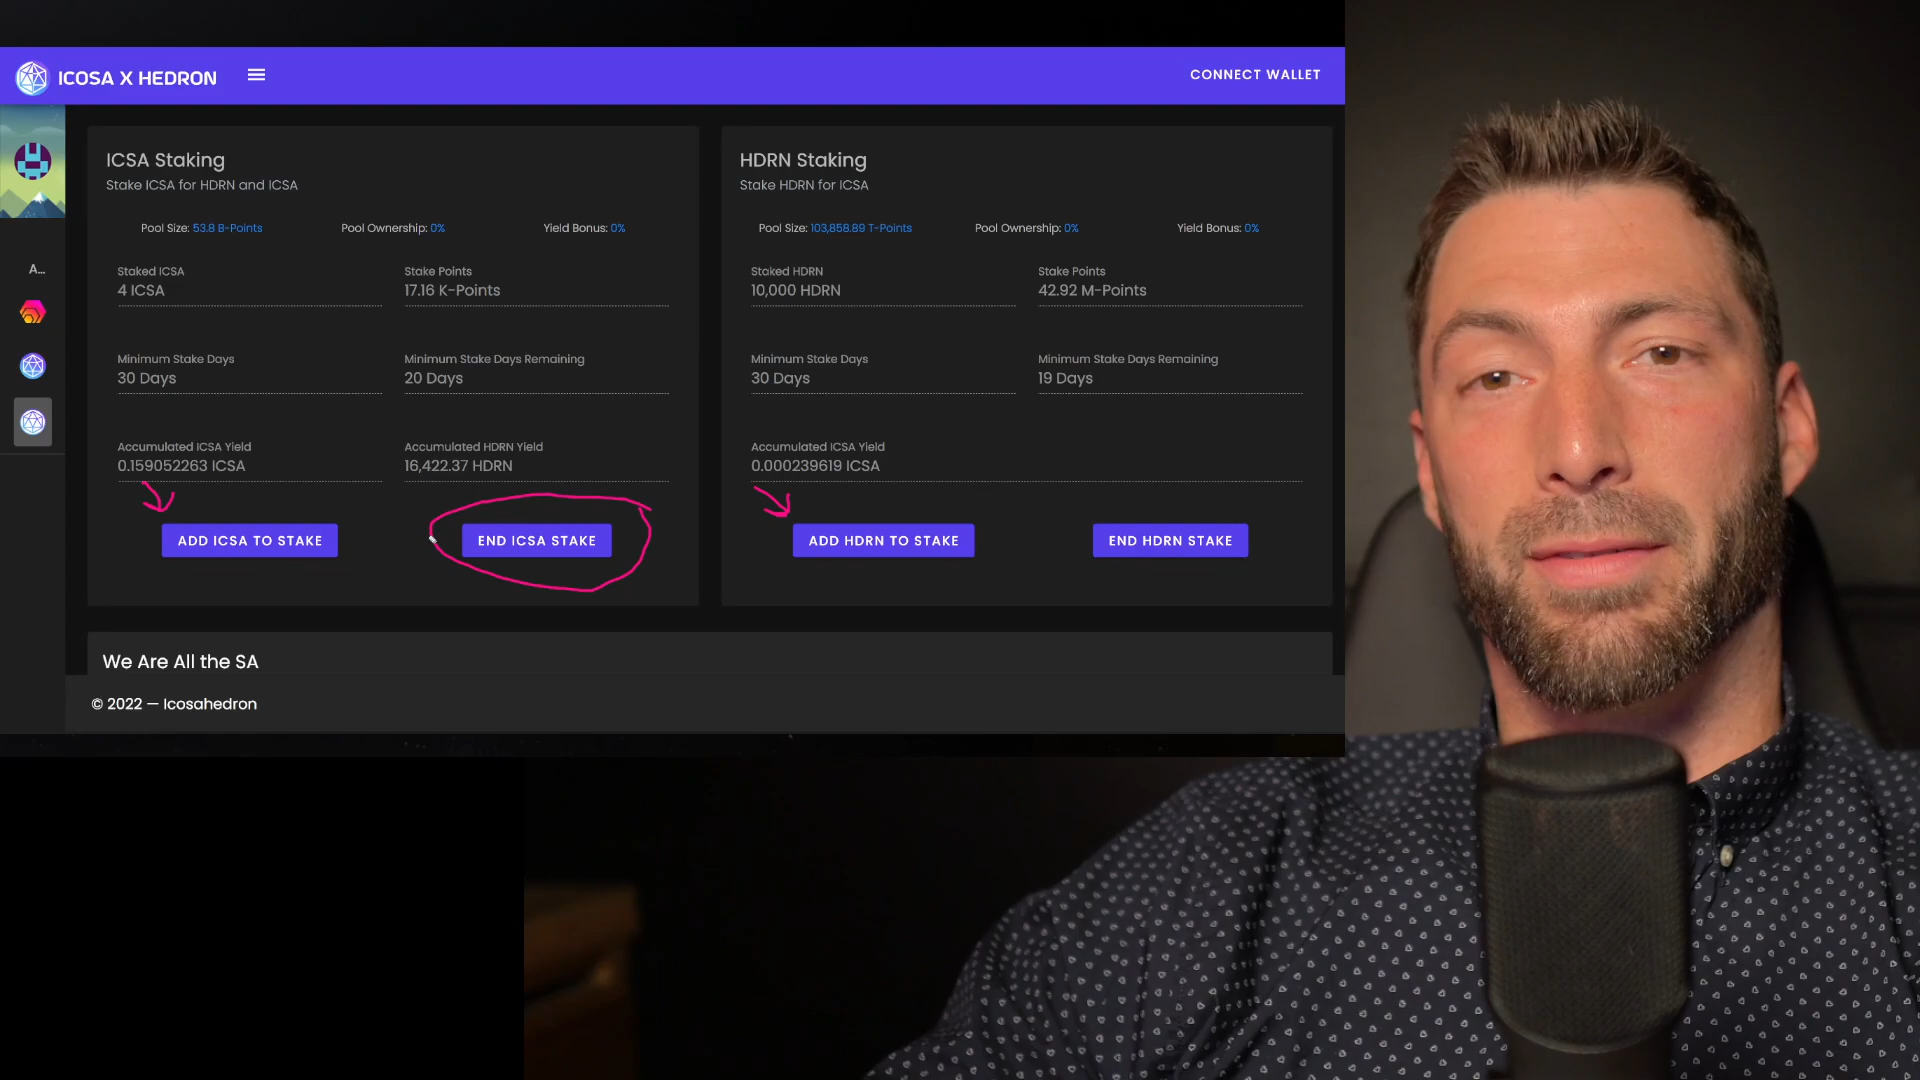 ICOSA X HEDRON
CONNECT WALLET
ICSA Staking
Stake ICSA for HDRN and ICSA
Pool Size: 53.8 B-Points Pool Ownership: 0% Yield Bonus: 0%
Staked ICSA Stake Points
4 ICSA 17.16 K-Points
Minimum Stake Days Minimum Stake Days Remaining
30 Days 20 Days
Accumulated ICSA Yield Accumulated HDRN Yield
0.159052263 ICSA 16,422.37 HDRN
ADD ICSA TO STAKE END ICSA STAKE
HDRN Staking
Stake HDRN for ICSA
Pool Size: 103,858.89 T-Points Pool Ownership: 0% Yield Bonus: 0%
Staked HDRN Stake Points
10,000 HDRN 42.92 M-Points
Minimum Stake Days Minimum Stake Days Remaining
30 Days 19 Days
Accumulated ICSA Yield
0.000239619 ICSA
ADD HDRN TO STAKE END HDRN STAKE
A...
We Are All the SA
© 2022 — Icosahedron